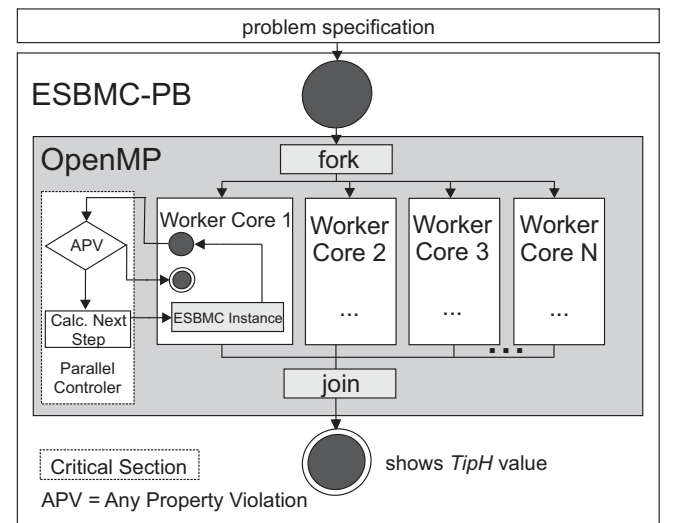 problem specification
ESBMC-PB
OpenMP
fork
APV
Calc. Next
Step
Parallel
Controler
Worker Core 1
ESBMC Instance
Worker
Core 2
...
Worker
Core 3
...
Worker
Core N
...
...
join
shows TipH value
Critical Section
APV = Any Property Violation